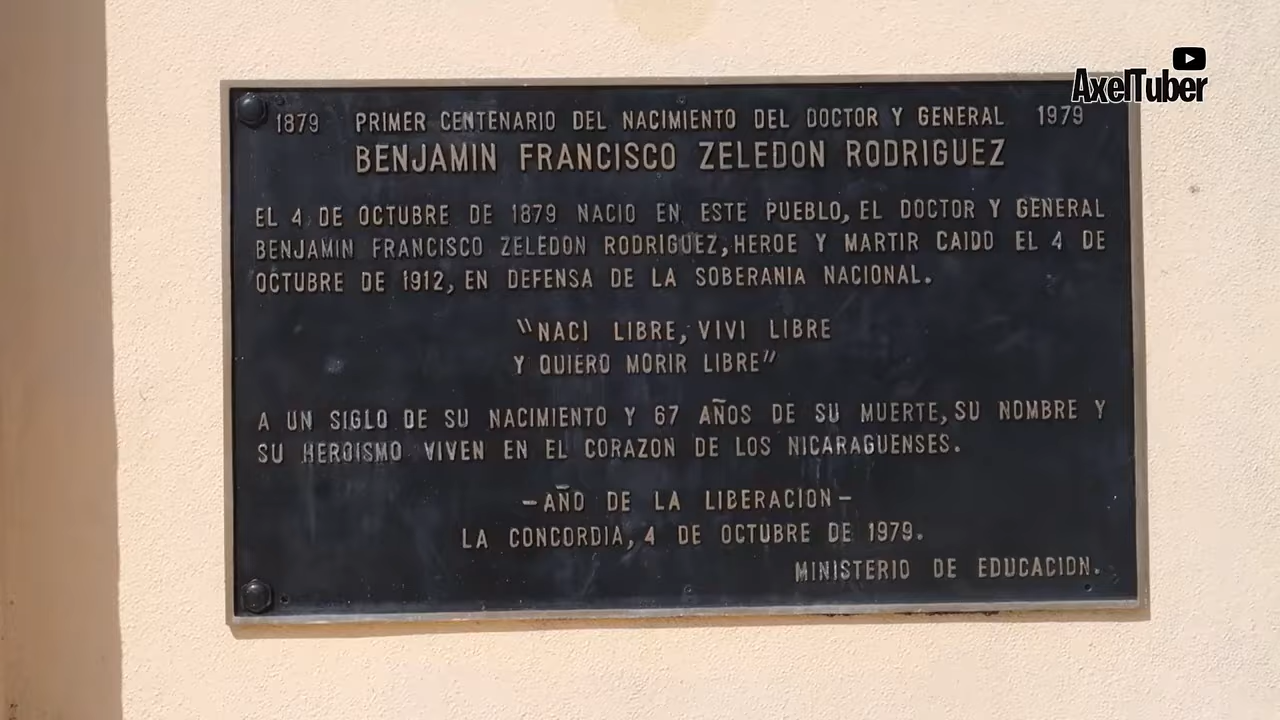 AxelTuber
1879 PRIMER CENTENARIO DEL NACIMIENTO DEL DOCTOR Y GENERAL 1979
BENJAMIN FRANCISCO ZELEDON RODRIGUEZ
EL 4 DE OCTUBRE DE 1879 NACIO EN ESTE PUEBLO, EL DOCTOR Y GENERAL
BENJAMIN FRANCISCO ZELEDON RODRIGUEZ, HEROE Y MARTIR CAIDO EL 4 DE
OCTUBRE DE 1912, EN DEFENSA DE LA SOBERANIA NACIONAL.
"NACI LIBRE, VIVI LIBRE
Y QUIERO MORIR LIBRE"
A UN SIGLO DE SU NACIMIENTO Y 67 AÑOS DE SU MUERTE, SU NOMBRE Y
SU HEROISMO VIVEN EN EL CORAZON DE LOS NICARAGUENSES.
-AÑO DE LA LIBERACION-
LA CONCORDIA, 4 DE OCTUBRE DE 1979.
MINISTERIO DE EDUCACION.